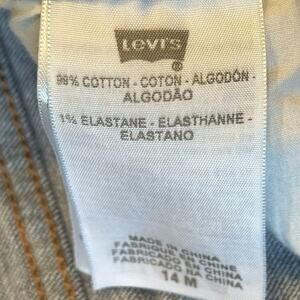 Levi's
®
99% COTTON - COTON - ALGODÓN -
ALGODÃO
1% ELASTANE - ELASTHANNE -
ELASTANO
MADE IN CHINA
FABRIQUÉ EN CHINE
FABRICADO EN CHINA
FABRICADO NA CHINA
14 M